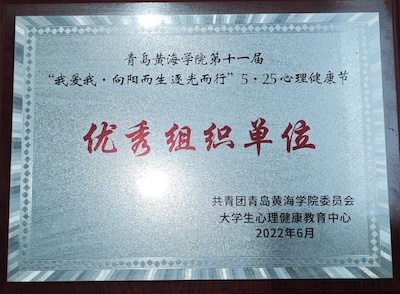 青岛黄海学院第十一届
“我爱我·向阳而生 逐光而行”5·25心理健康节
优秀组织单位
共青团青岛黄海学院委员会
大学生心理健康教育中心
2022年6月